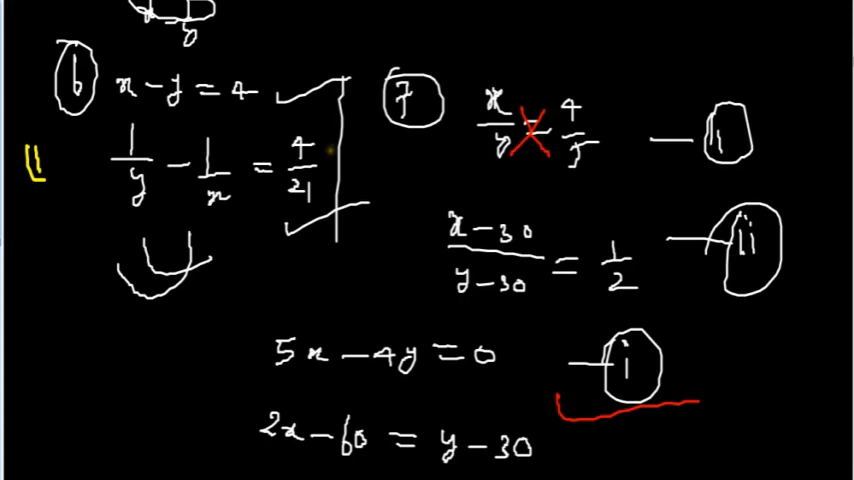 6
x - y = 4
1/y - 1/x = 4/21
7
x/y = 4/5 — i
(x-30)/(y-30) = 1/2 — ii
5x - 4y = 0 — i
2x - 60 = y - 30